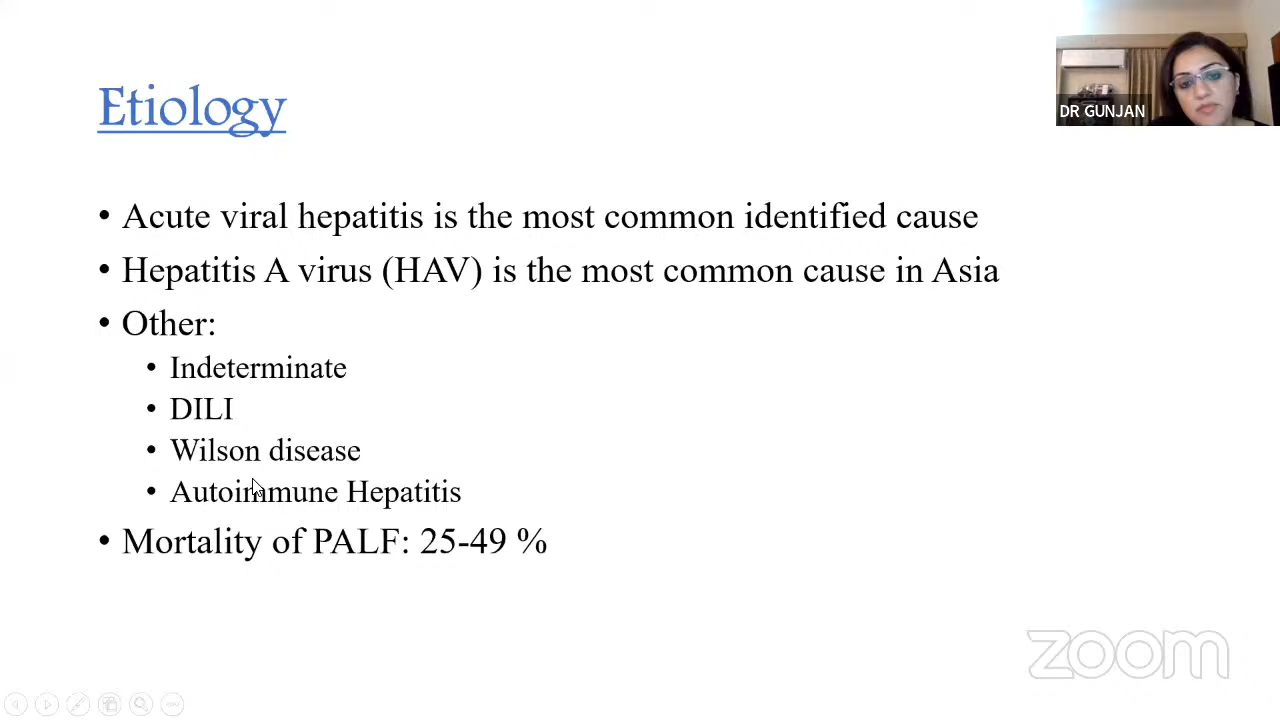 Etiology
DR GUNJAN
• Acute viral hepatitis is the most common identified cause
• Hepatitis A virus (HAV) is the most common cause in Asia
• Other:
• Indeterminate
• DILI
• Wilson disease
• Autoimmune Hepatitis
• Mortality of PALF: 25-49 %
zoom